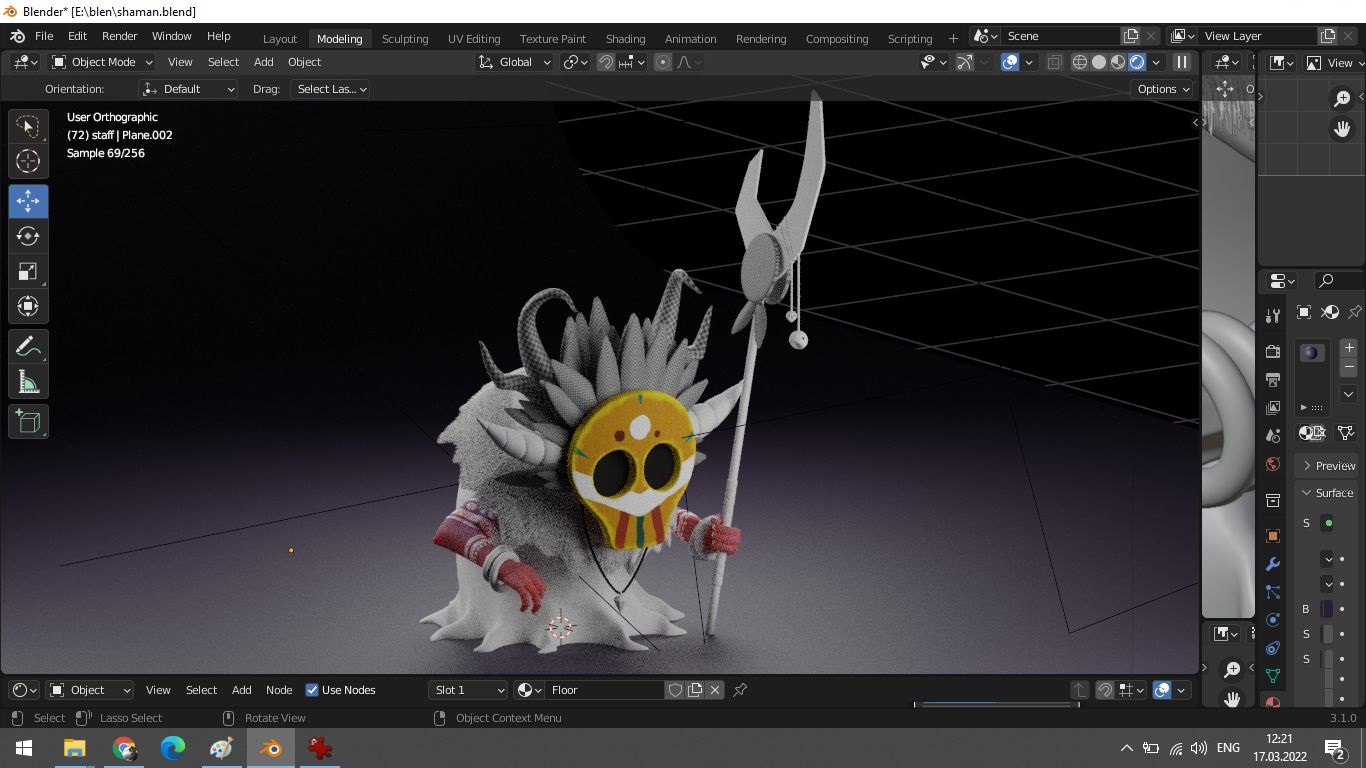 Blender* [E:\blen\shaman.blend]
File Edit Render Window Help Layout Modeling Sculpting UV Editing Texture Paint Shading Animation Rendering Compositing Scripting + Scene View Layer
Object Mode View Select Add Object Global View
Orientation: Default Drag: Select Las... Options
User Orthographic
(72) staff | Plane.002
Sample 69/256
Preview
Surface
S
B
S
S
Object View Select Add Node Use Nodes Slot 1 Floor
Select Lasso Select Rotate View Object Context Menu 3.1.0
ENG
12:21
17.03.2022
2